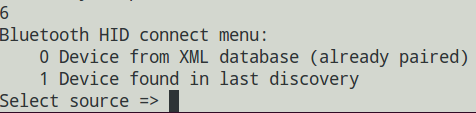 6
Bluetooth HID connect menu:
    0 Device from XML database (already paired)
    1 Device found in last discovery
Select source =>